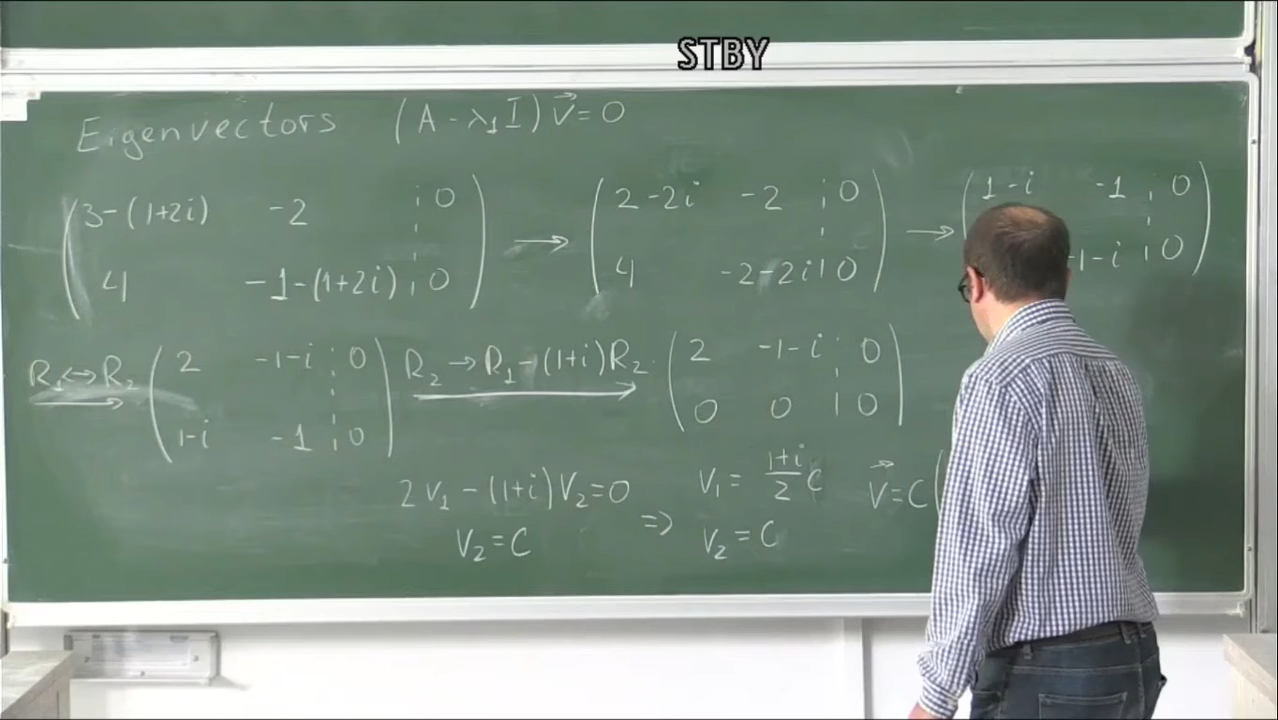 STBY
Eigenvectors (A - λ₁I) v⃗ = 0
( 3-(1+2i) -2 ¦ 0 ) → ( 2-2i -2 ¦ 0 ) → ( 1-i -1 ¦ 0 )
( 4 -1-(1+2i) ¦ 0 ) ( 4 -2-2i ¦ 0 ) -1-i ¦ 0 )
R₁↔R₂ ( 2 -1-i ¦ 0 ) R₂ → R₁-(1+i)R₂ ( 2 -1-i ¦ 0 )
( 1-i -1 ¦ 0 ) ( 0 0 ¦ 0 )
2v₁ - (1+i)v₂ = 0 ⇒ v₁ = (1+i)/2 C v⃗ = C (
v₂ = C v₂ = C